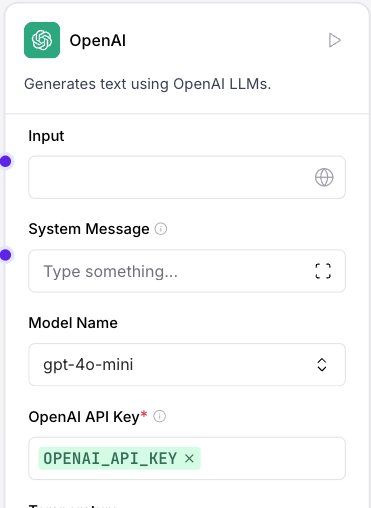 OpenAI
Generates text using OpenAI LLMs.
Input
System Message
Type something...
Model Name
gpt-4o-mini
OpenAI API Key*
OPENAI_API_KEY ×